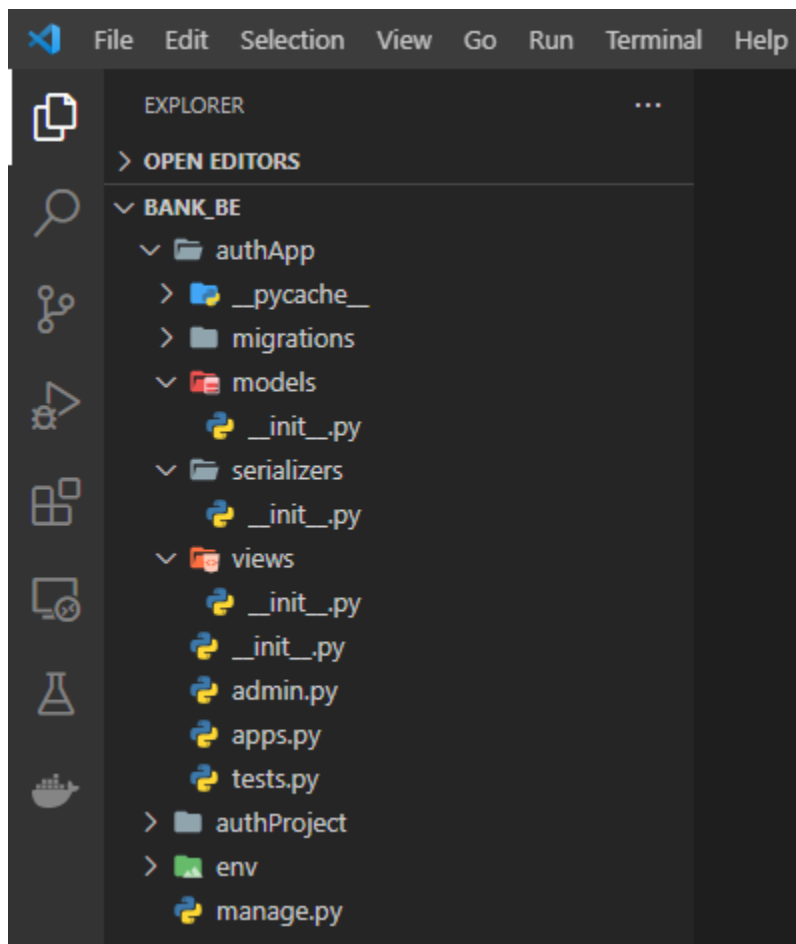 File Edit Selection View Go Run Terminal Help
EXPLORER ...
OPEN EDITORS
BANK_BE
authApp
__pycache__
migrations
models
__init__.py
serializers
__init__.py
views
__init__.py
__init__.py
admin.py
apps.py
tests.py
authProject
env
manage.py